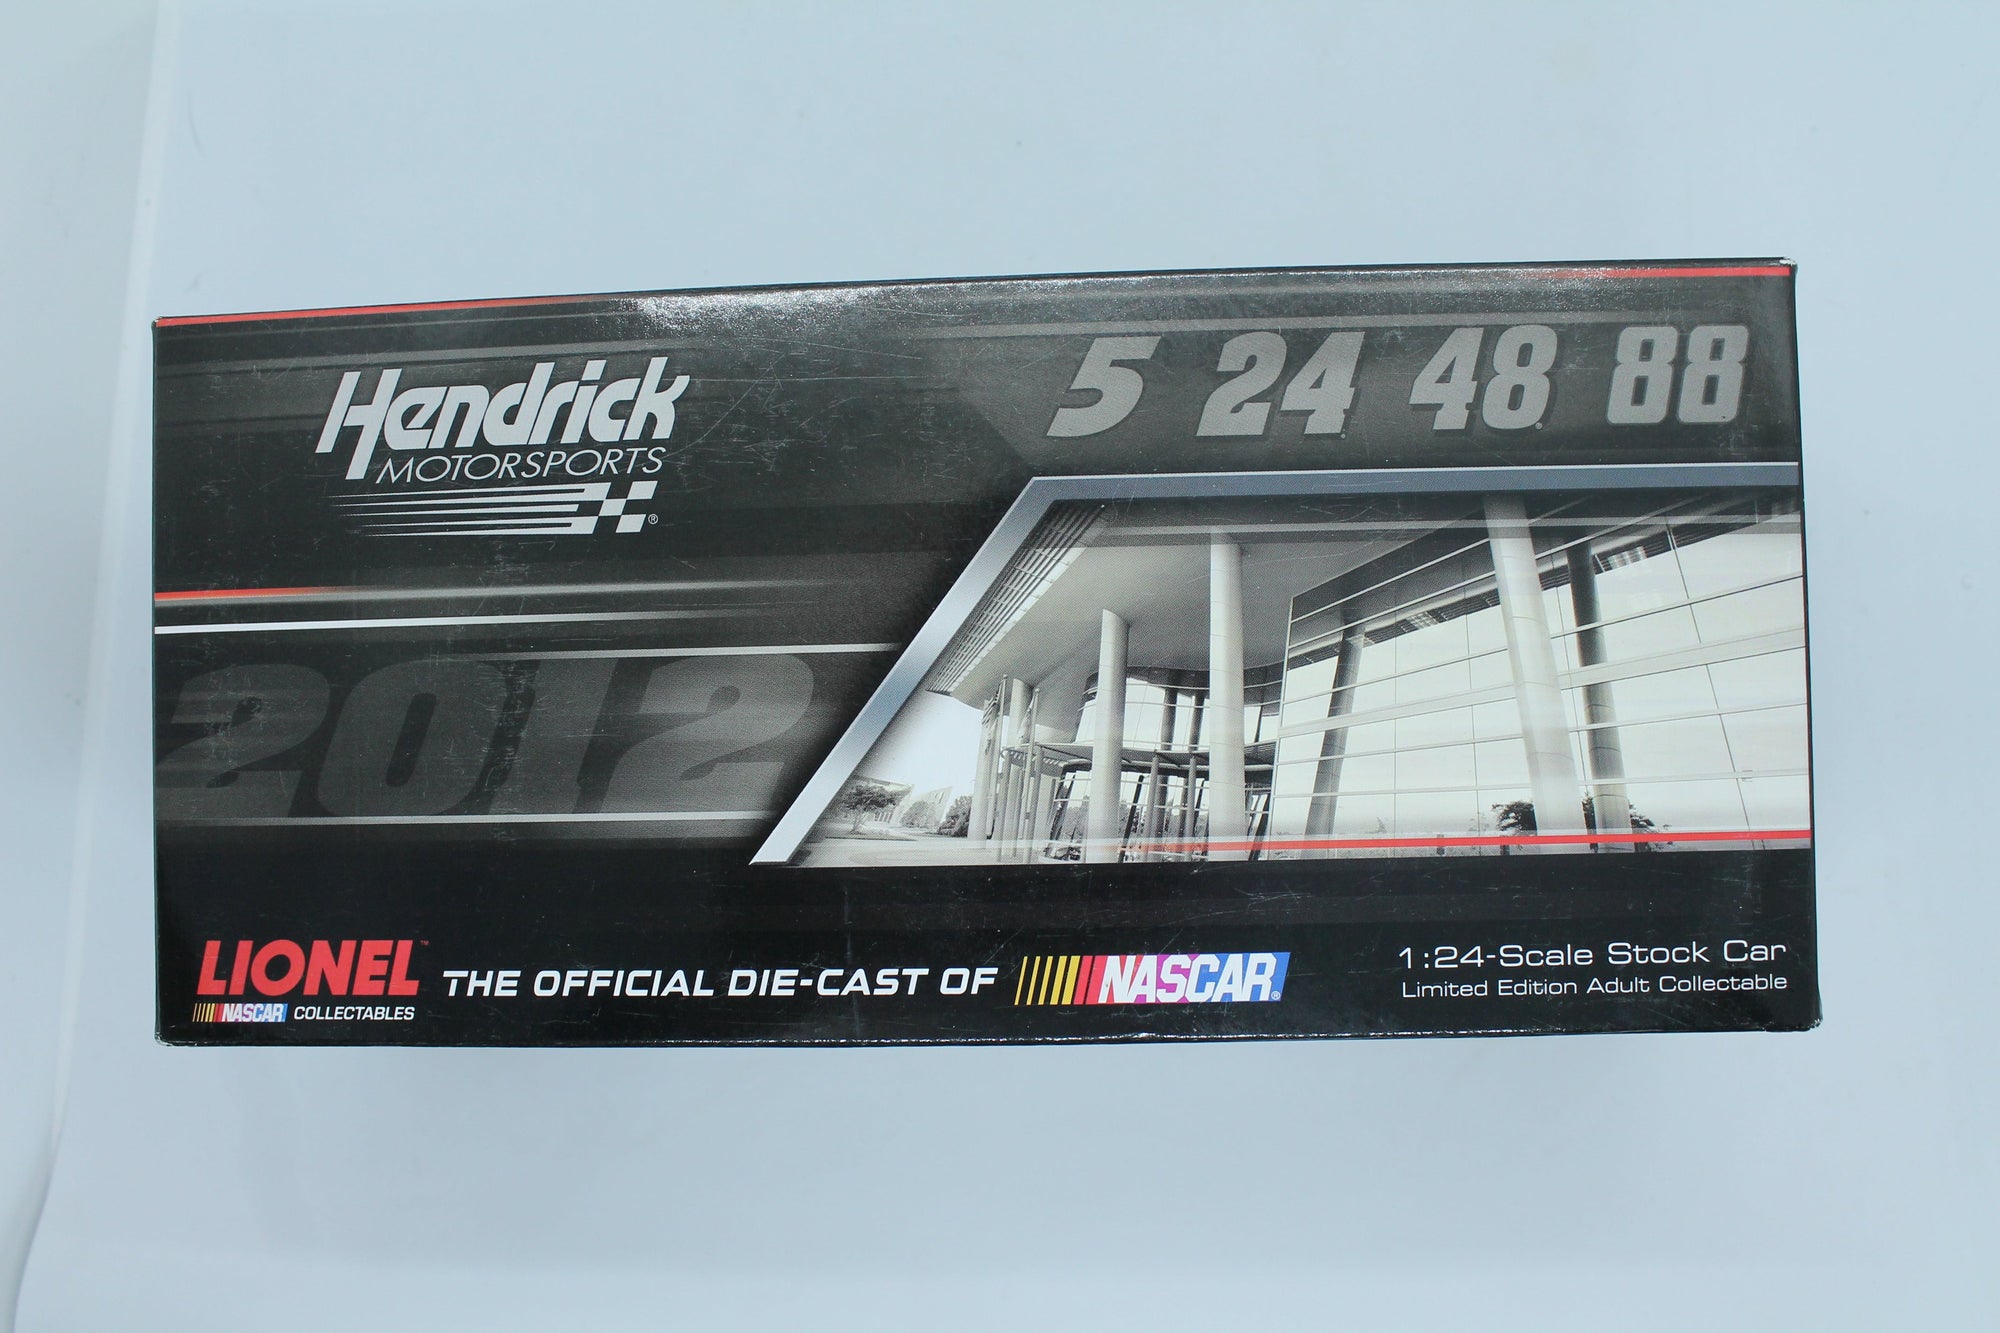 5 24 48 88
Hendrick
MOTORSPORTS
®
2012
LIONEL™
NASCAR COLLECTABLES
THE OFFICIAL DIE-CAST OF NASCAR®
1:24-Scale Stock Car
Limited Edition Adult Collectable